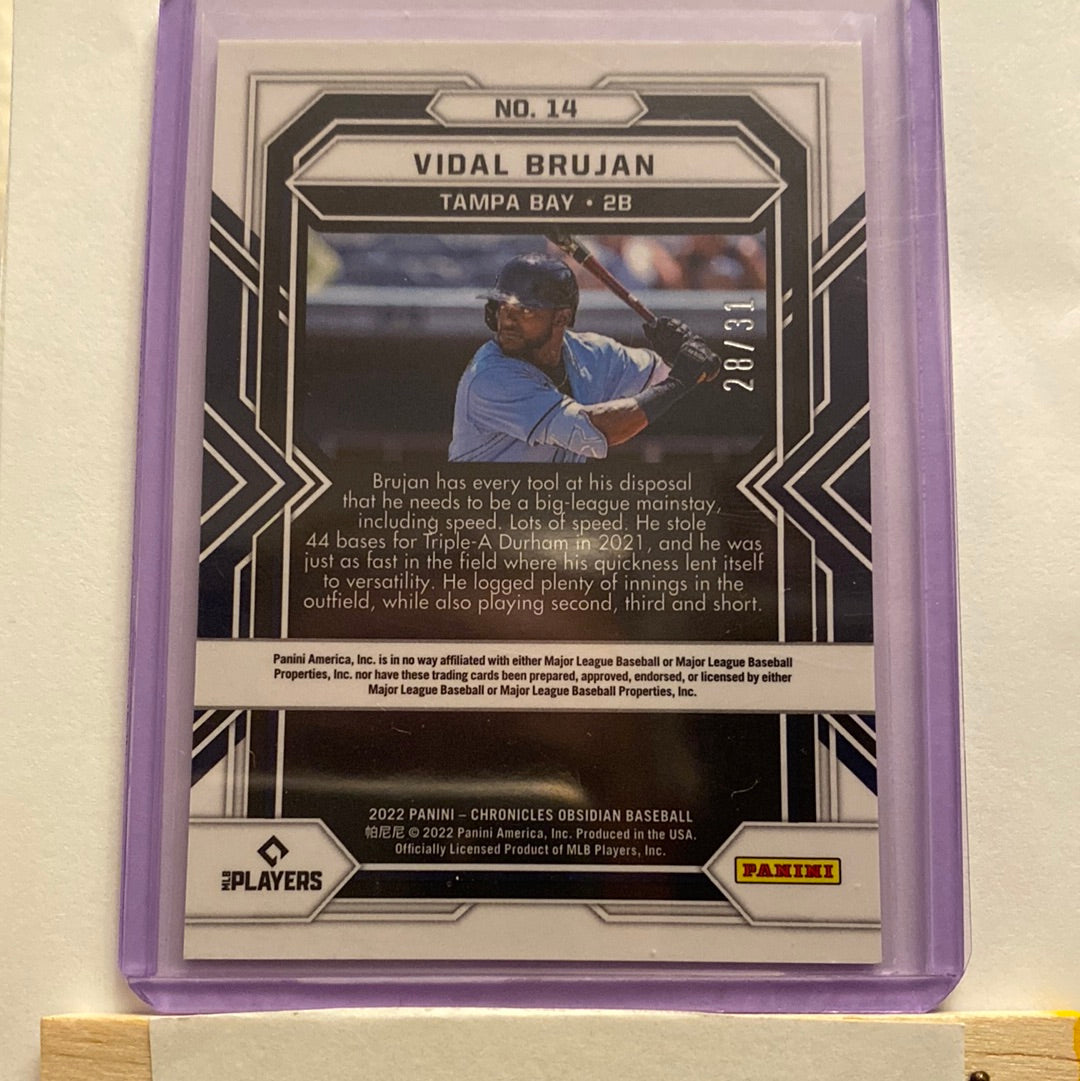 NO. 14
VIDAL BRUJAN
TAMPA BAY • 2B
28/31
Brujan has every tool at his disposal
that he needs to be a big-league mainstay,
including speed. Lots of speed. He stole
44 bases for Triple-A Durham in 2021, and he was
just as fast in the field where his quickness lent itself
to versatility. He logged plenty of innings in the
outfield, while also playing second, third and short.
Panini America, Inc. is in no way affiliated with either Major League Baseball or Major League Baseball
Properties, Inc. nor have these trading cards been prepared, approved, endorsed, or licensed by either
Major League Baseball or Major League Baseball Properties, Inc.
2022 PANINI – CHRONICLES OBSIDIAN BASEBALL
帕尼尼 © 2022 Panini America, Inc. Produced in the USA.
Officially Licensed Product of MLB Players, Inc.
MLB PLAYERS
PANINI